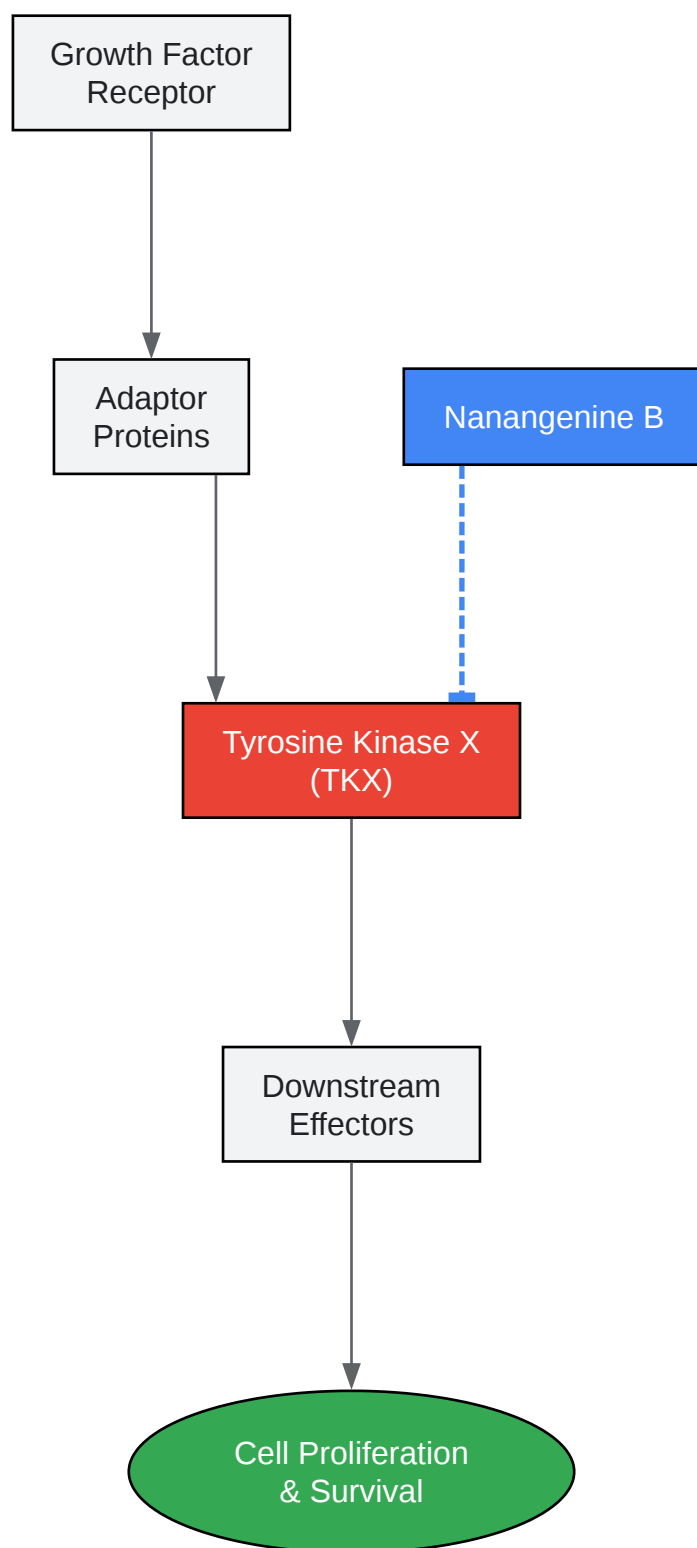 Growth Factor
Receptor
Adaptor
Proteins
Nanangenine B
Tyrosine Kinase X
(TKX)
Downstream
Effectors
Cell Proliferation
& Survival